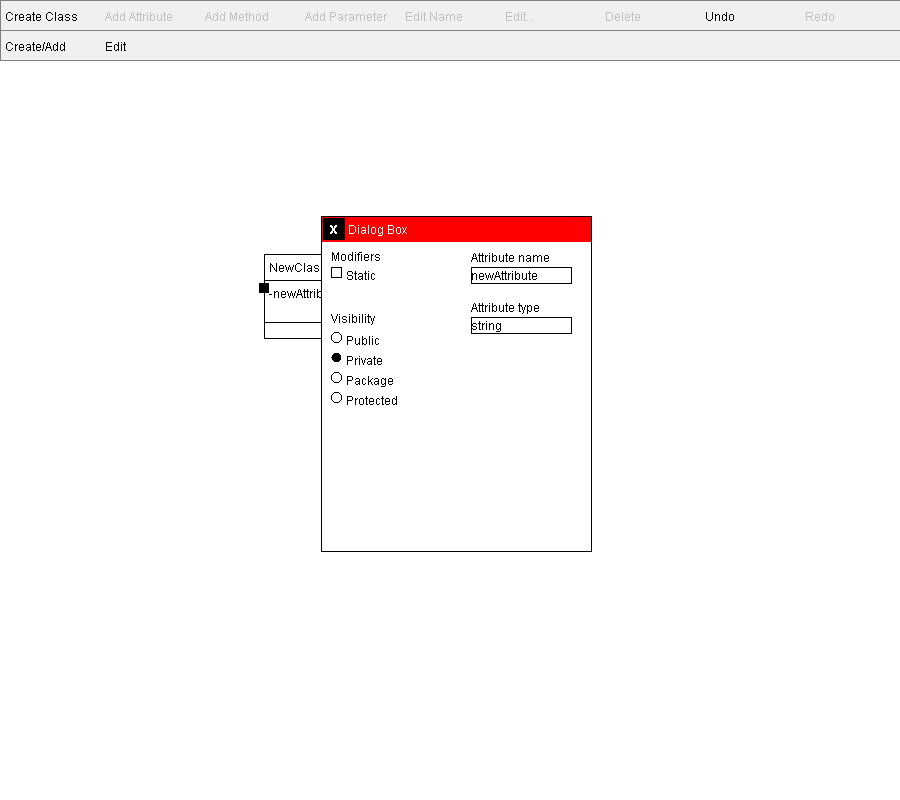 Create Class Add Attribute Add Method Add Parameter Edit Name Edit... Delete Undo Redo
Create/Add Edit
X Dialog Box
NewClas
-newAttrib
Modifiers
Static
Visibility
Public
Private
Package
Protected
Attribute name
newAttribute
Attribute type
string